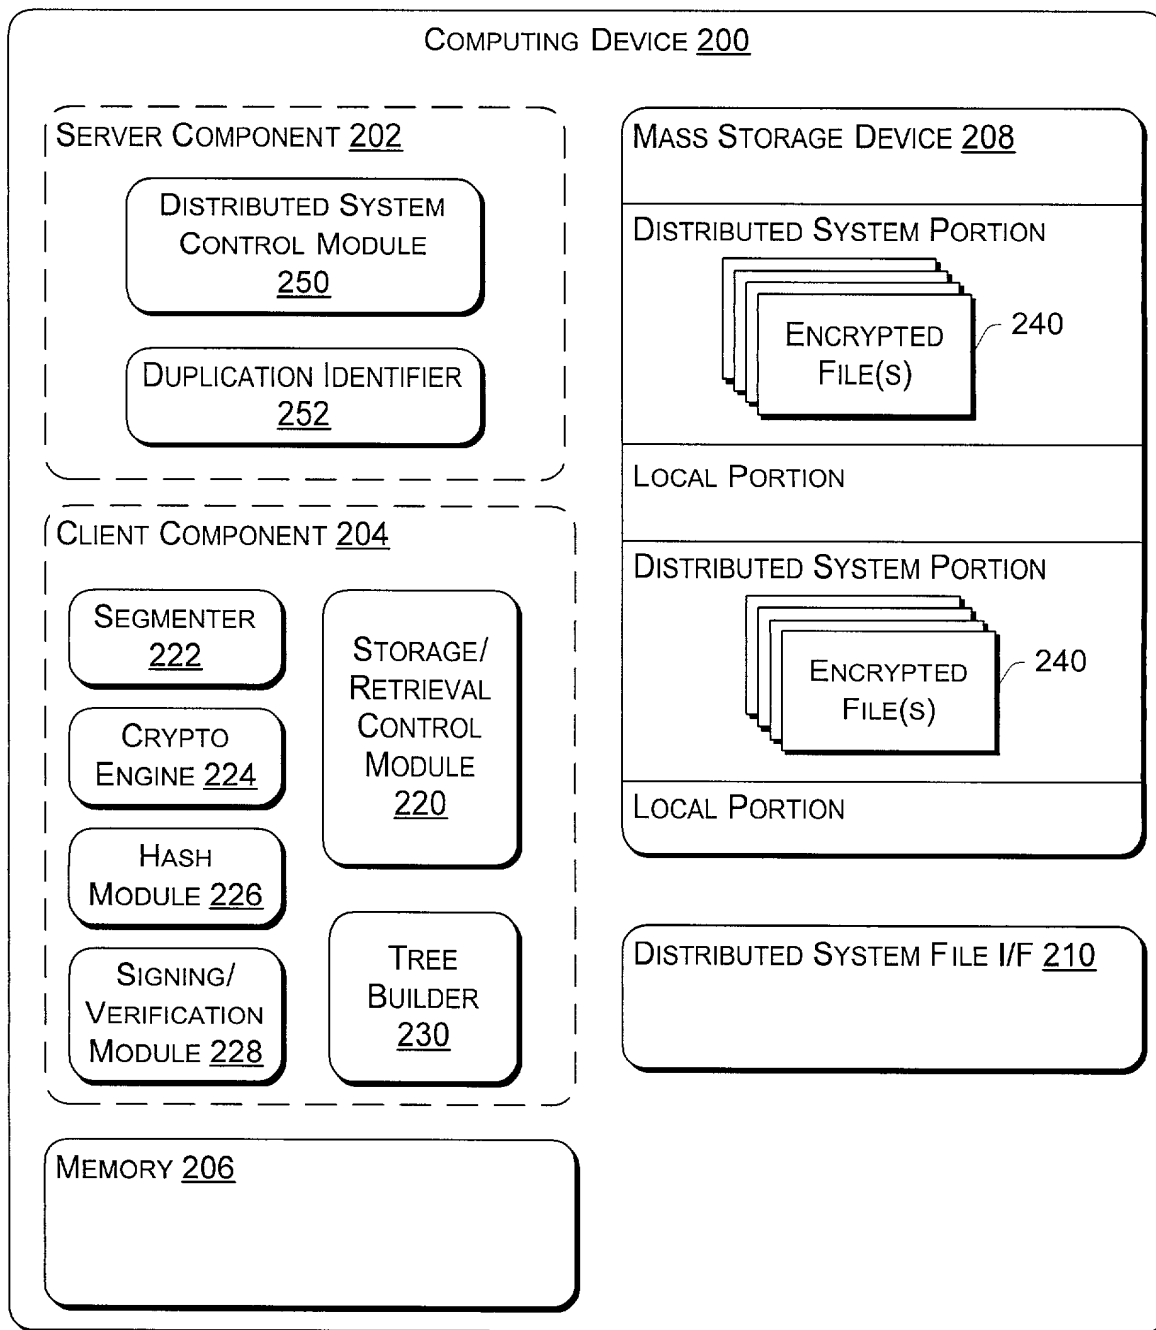 COMPUTING DEVICE 200
SERVER COMPONENT 202
DISTRIBUTED SYSTEM
CONTROL MODULE
250
DUPLICATION IDENTIFIER
252
CLIENT COMPONENT 204
SEGMENTER
222
CRYPTO
ENGINE 224
HASH
MODULE 226
SIGNING/
VERIFICATION
MODULE 228
STORAGE/
RETRIEVAL
CONTROL
MODULE
220
TREE
BUILDER
230
MEMORY 206
MASS STORAGE DEVICE 208
DISTRIBUTED SYSTEM PORTION
ENCRYPTED
FILE(S)
240
LOCAL PORTION
DISTRIBUTED SYSTEM PORTION
ENCRYPTED
FILE(S)
240
LOCAL PORTION
DISTRIBUTED SYSTEM FILE I/F 210